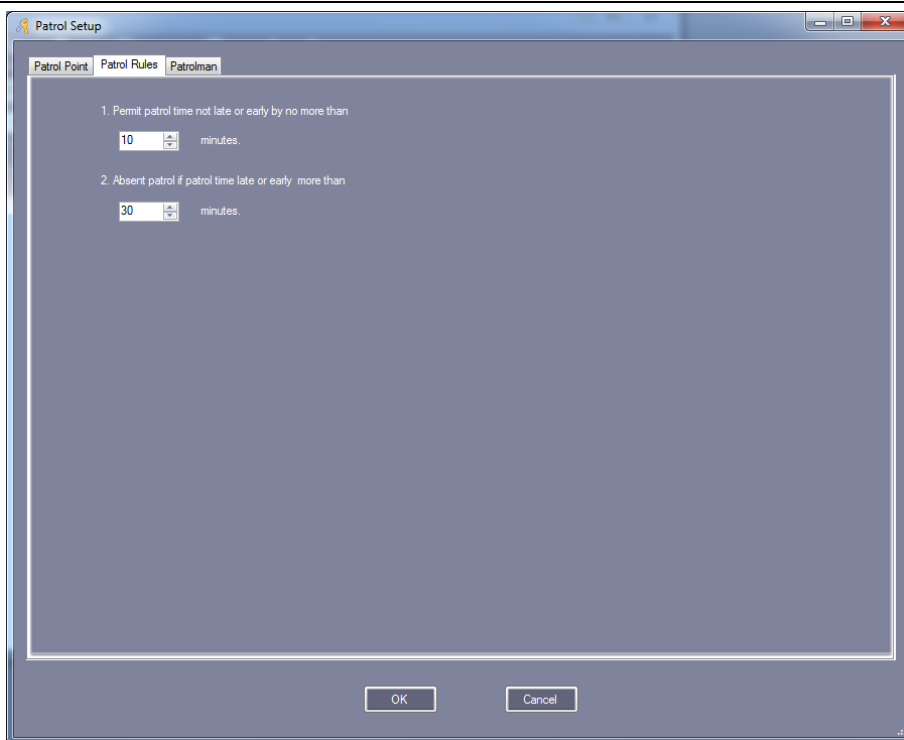 Patrol Setup
Patrol Point Patrol Rules Patrolman
1. Permit patrol time not late or early by no more than
10 minutes.
2. Absent patrol if patrol time late or early more than
30 minutes.
OK Cancel